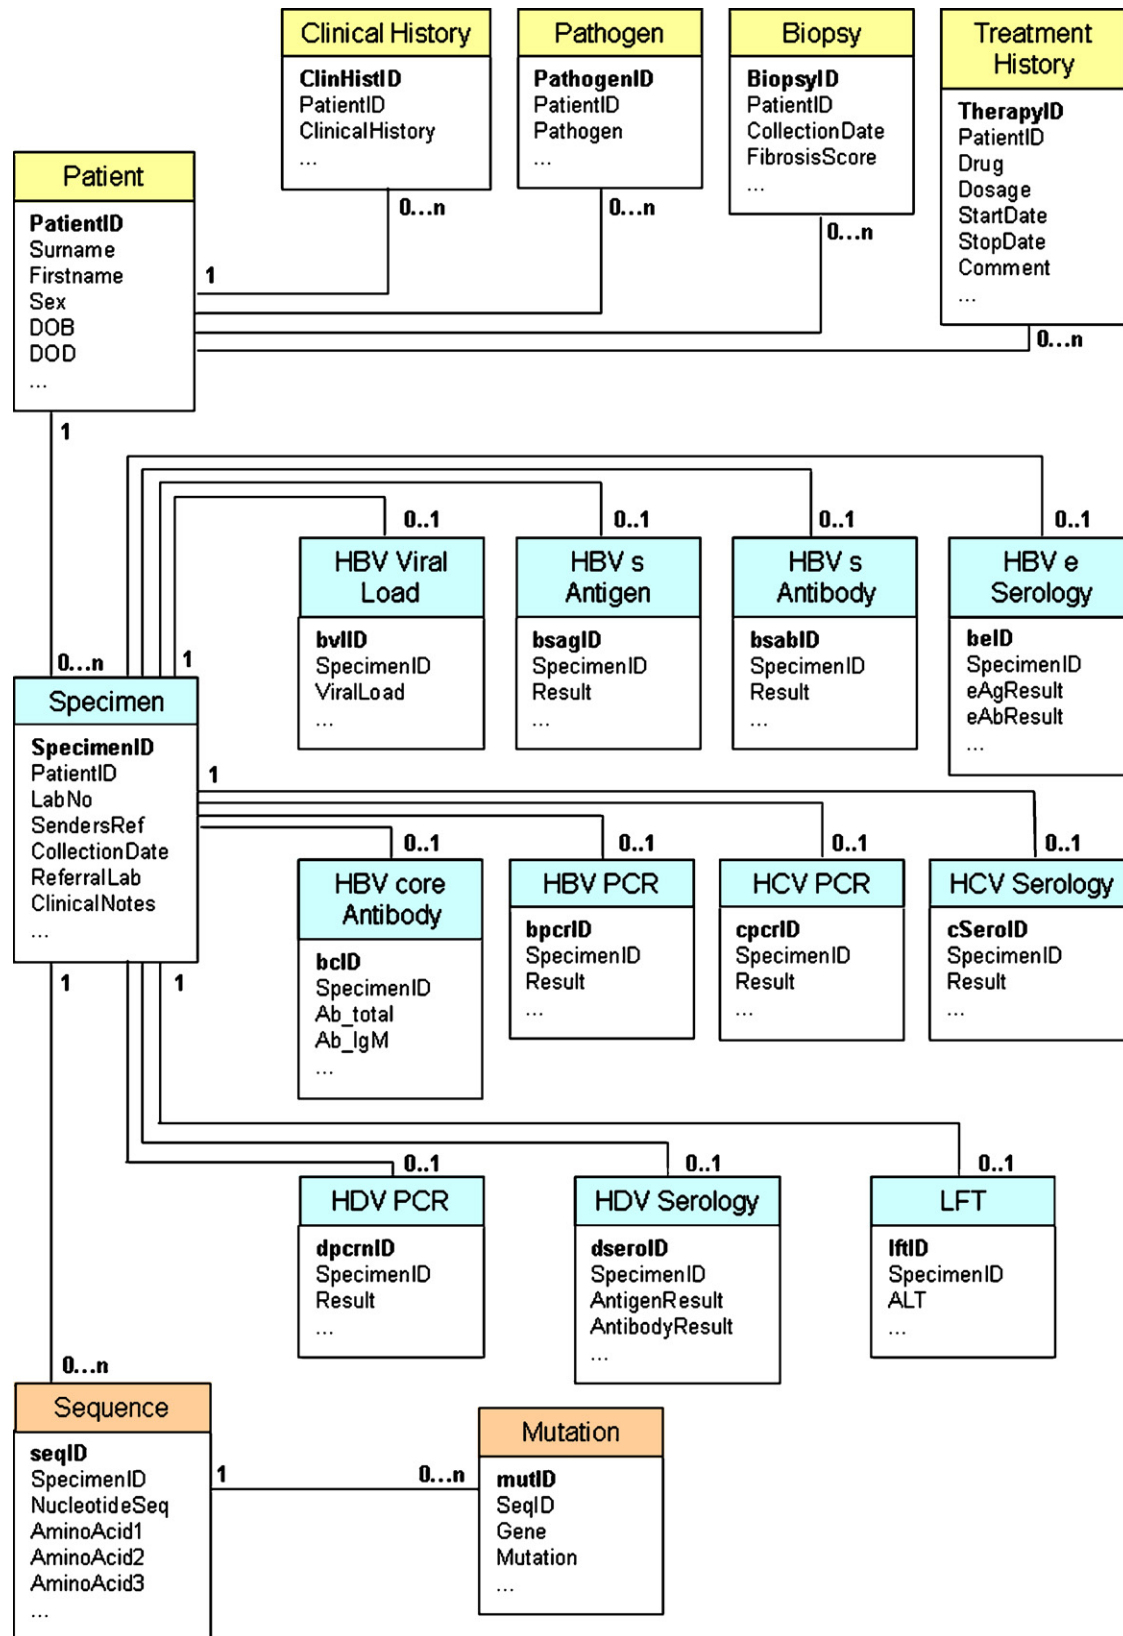 Clinical History
ClinHistID
PatientID
ClinicalHistory
...
0...n
Pathogen
PathogenID
PatientID
Pathogen
...
0...n
Biopsy
BiopsyID
PatientID
CollectionDate
FibrosisScore
...
0...n
Treatment
History
TherapyID
PatientID
Drug
Dosage
StartDate
StopDate
Comment
...
0...n
Patient
PatientID
Surname
Firstname
Sex
DOB
DOD
...
1
1
0..1
HBV Viral
Load
bvlID
SpecimenID
ViralLoad
...
0..1
HBV s
Antigen
bsagID
SpecimenID
Result
...
0..1
HBV s
Antibody
bsabID
SpecimenID
Result
...
0..1
HBV e
Serology
beID
SpecimenID
eAgResult
eAbResult
...
0...n
1
Specimen
SpecimenID
PatientID
LabNo
SendersRef
CollectionDate
ReferralLab
ClinicalNotes
...
1
1
1
0..1
HBV core
Antibody
bcID
SpecimenID
Ab_total
Ab_IgM
...
0..1
HBV PCR
bpcrID
SpecimenID
Result
...
0..1
HCV PCR
cpcrID
SpecimenID
Result
...
0..1
HCV Serology
cSeroID
SpecimenID
Result
...
0..1
HDV PCR
dpcrnID
SpecimenID
Result
...
0..1
HDV Serology
dseroID
SpecimenID
AntigenResult
AntibodyResult
...
0..1
LFT
lftID
SpecimenID
ALT
...
0...n
Sequence
seqID
SpecimenID
NucleotideSeq
AminoAcid1
AminoAcid2
AminoAcid3
...
1
0...n
Mutation
mutID
SeqID
Gene
Mutation
...